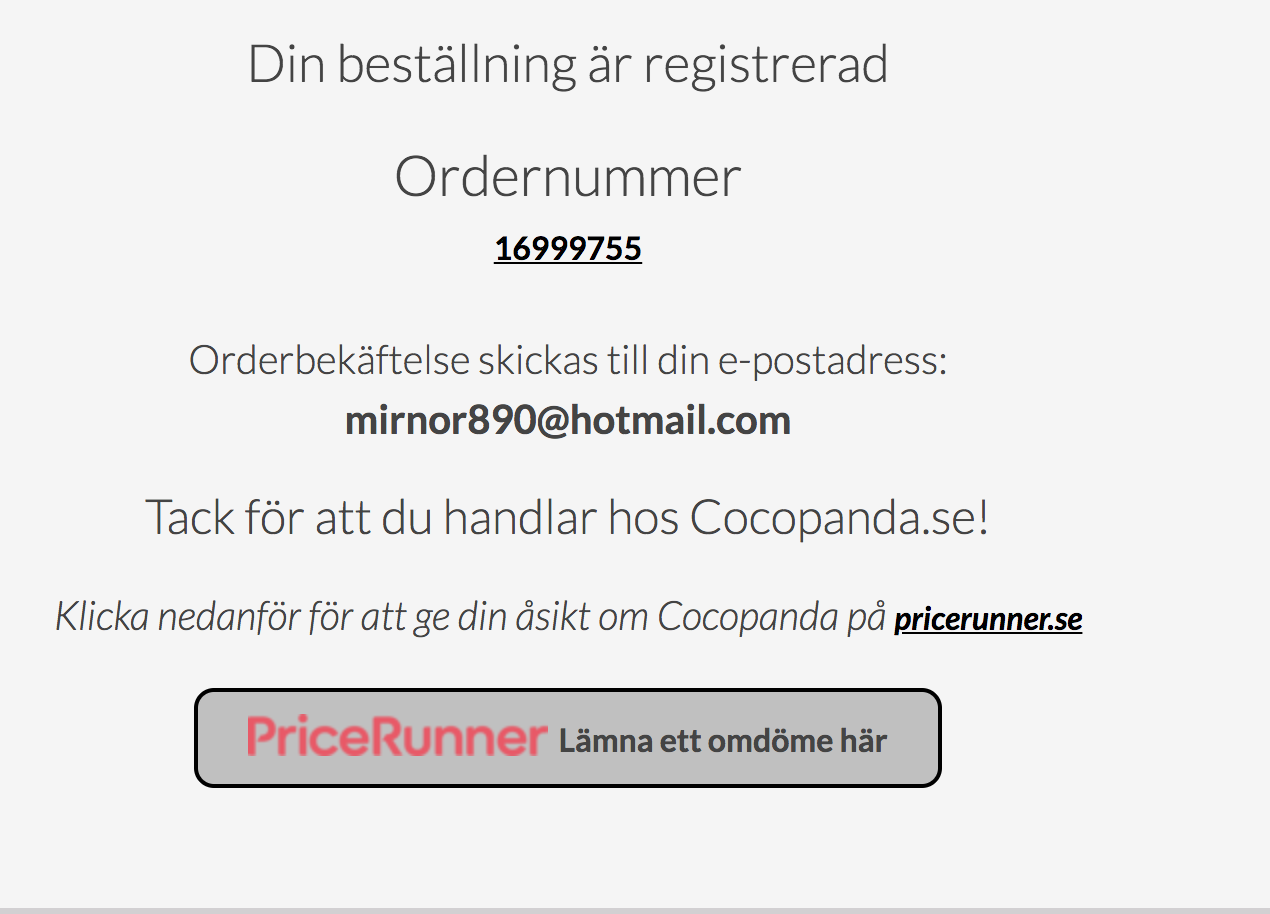 Din beställning är registrerad
Ordernummer
16999755
Orderbekäftelse skickas till din e-postadress:
mirnor890@hotmail.com
Tack för att du handlar hos Cocopanda.se!
Klicka nedanför för att ge din åsikt om Cocopanda på pricerunner.se
PriceRunner Lämna ett omdöme här